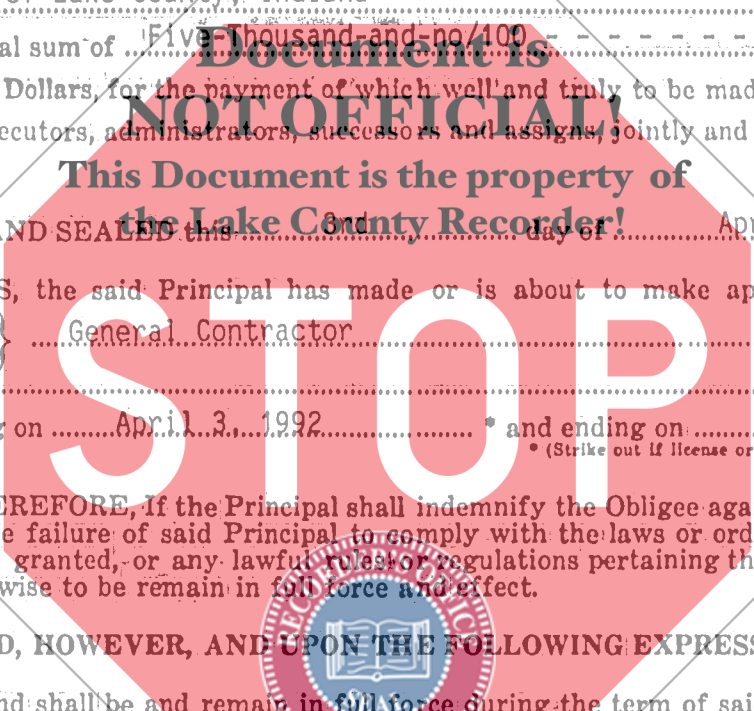 of Lake County, Indiana
al sum of Five-Thousand-and-no/100 - - - - - - -
Document is
Dollars, for the payment of which well and truly to be mad
NOT OFFICIAL!
ecutors, administrators, successors and assigns, jointly and
This Document is the property of
the Lake County Recorder!
AND SEALED this 3rd day of Ap
S, the said Principal has made or is about to make ap
General Contractor
STOP
g on April 3, 1992 * and ending on
* (Strike out if license or
EREFORE, If the Principal shall indemnify the Obligee aga
e failure of said Principal to comply with the laws or ord
granted, or any lawful rules or regulations pertaining th
wise to be remain in full force and effect.
D, HOWEVER, AND UPON THE FOLLOWING EXPRESS
nd shall be and remain in full force during the term of sai